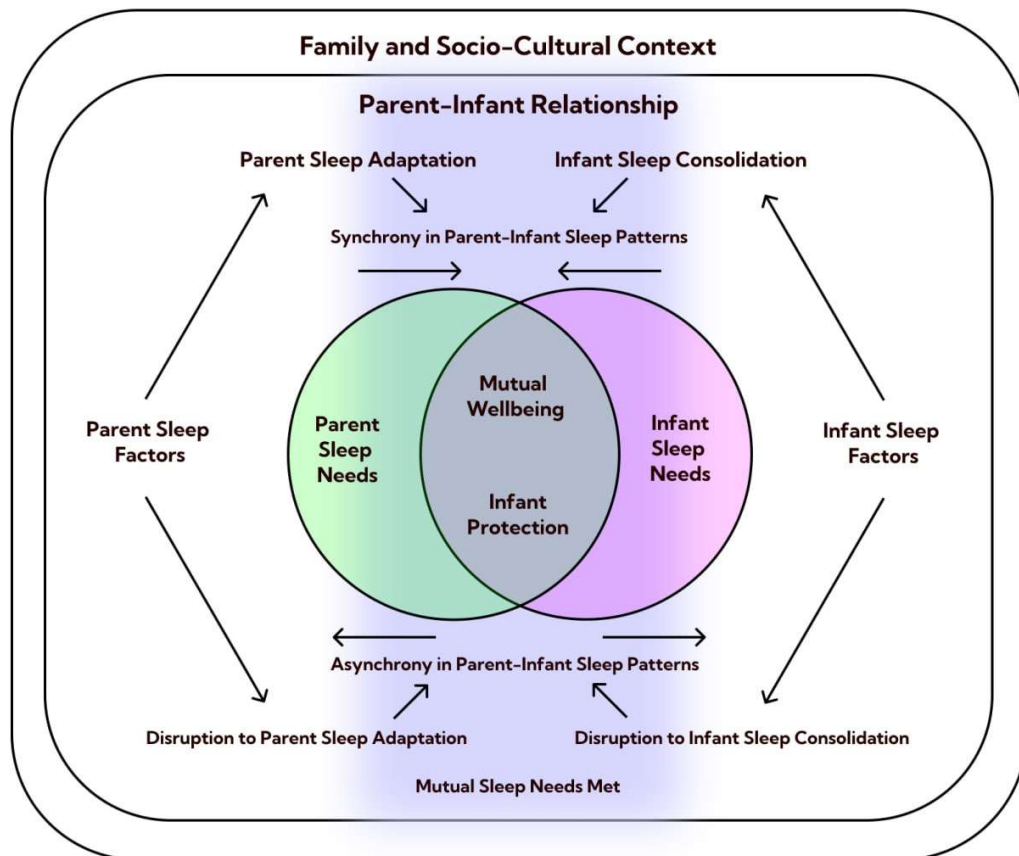 Family and Socio-Cultural Context
Parent-Infant Relationship
Parent Sleep Adaptation
Infant Sleep Consolidation
Synchrony in Parent-Infant Sleep Patterns
Parent Sleep
Factors
Parent
Sleep
Needs
Mutual
Wellbeing
Infant
Protection
Infant
Sleep
Needs
Infant Sleep
Factors
Asynchrony in Parent-Infant Sleep Patterns
Disruption to Parent Sleep Adaptation
Disruption to Infant Sleep Consolidation
Mutual Sleep Needs Met